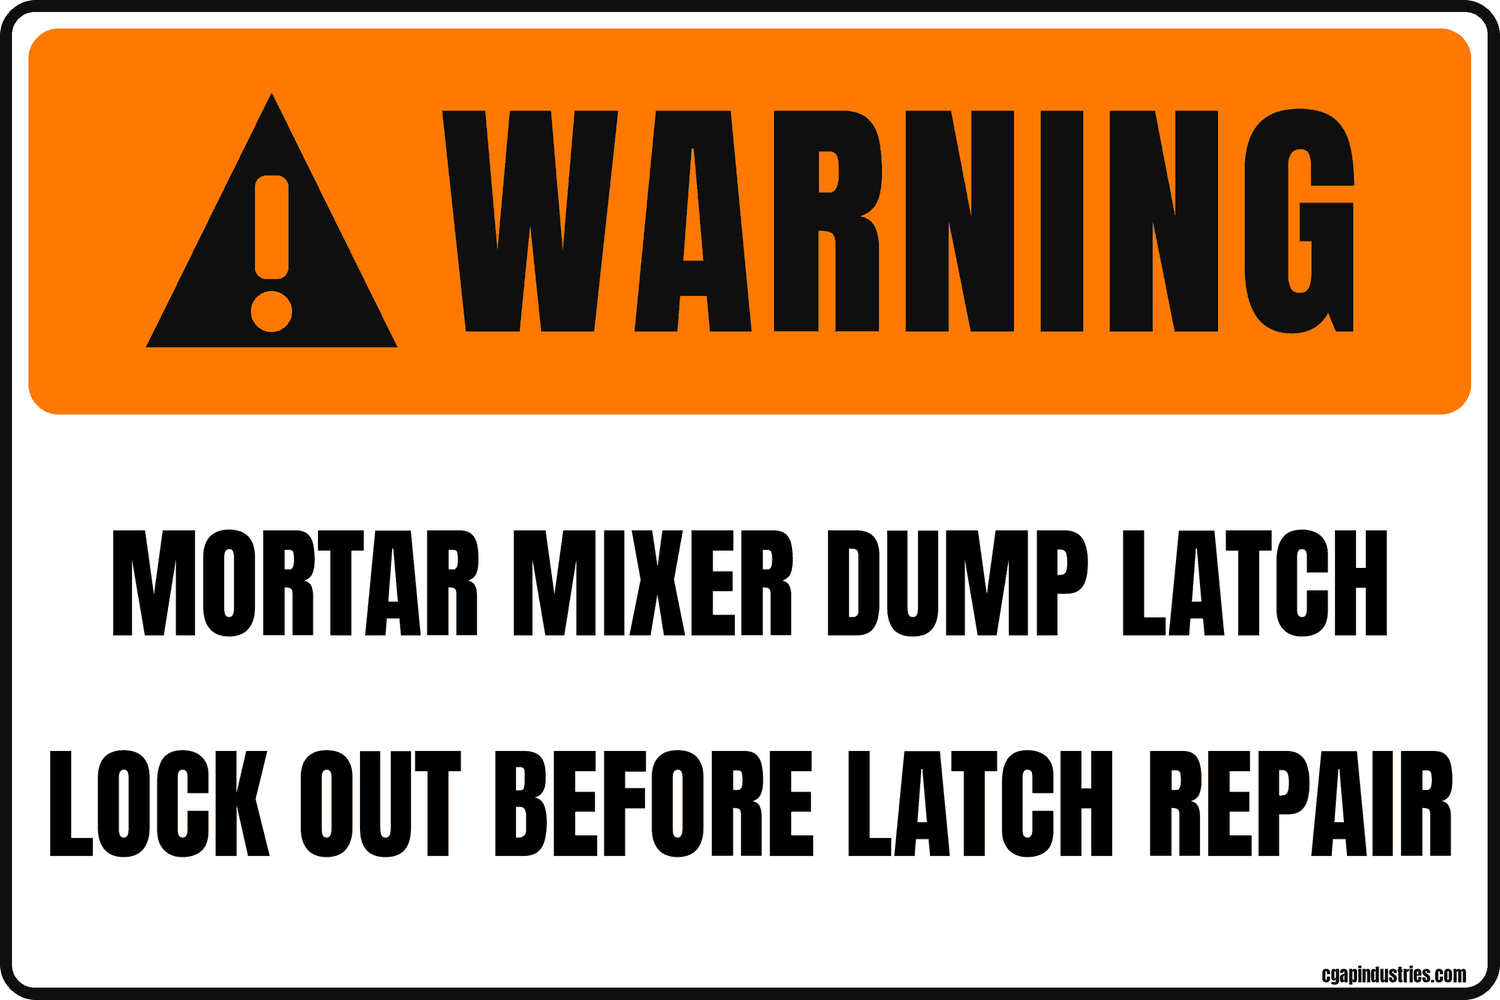 WARNING
MORTAR MIXER DUMP LATCH
LOCK OUT BEFORE LATCH REPAIR
cgapindustries.com